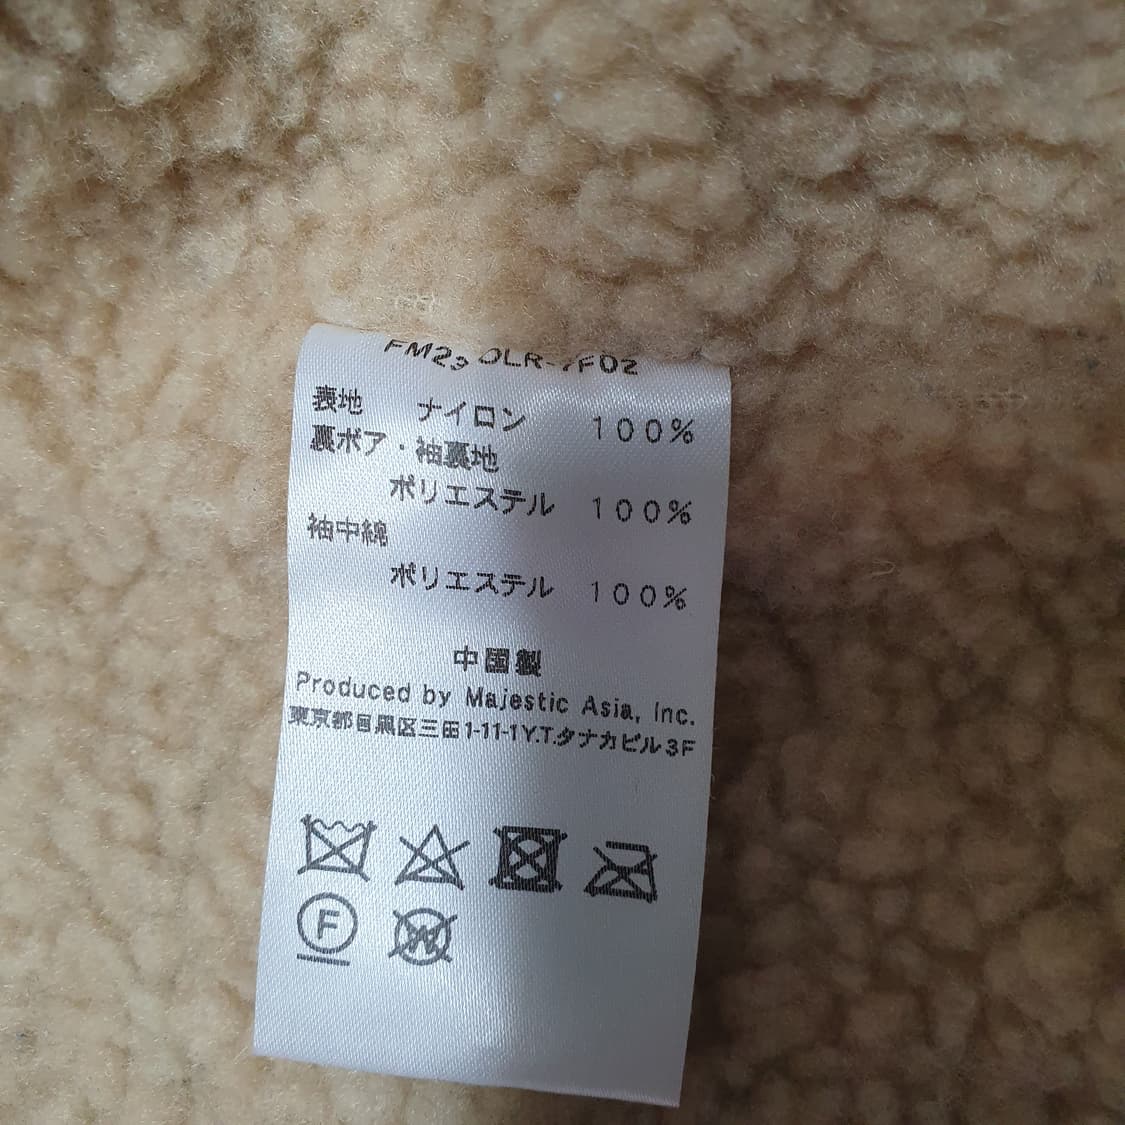 表地 ナイロン 100%
裏ボア・袖裏地
ポリエステル 100%
袖中綿
ポリエステル 100%
中国製
Produced by Majestic Asia, Inc.
東京都目黒区三田1-11-1Y.T.タナカビル3F
F
W